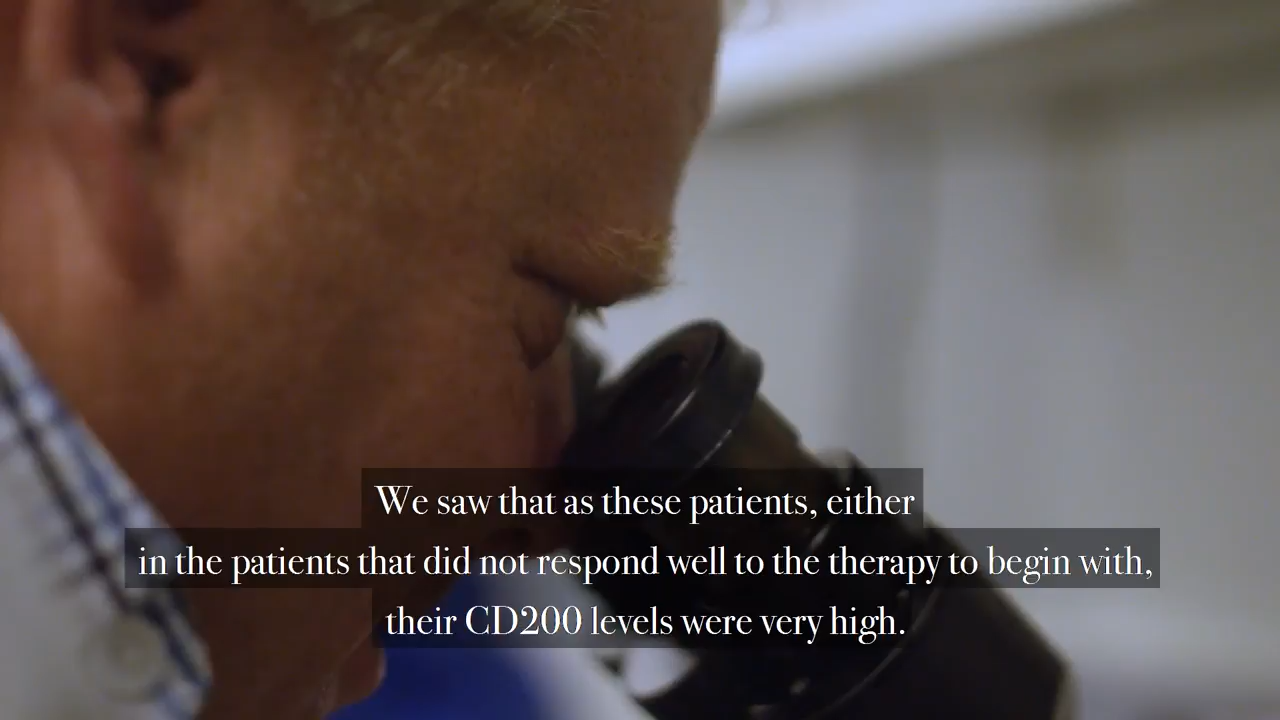 We saw that as these patients, either
in the patients that did not respond well to the therapy to begin with,
their CD200 levels were very high.